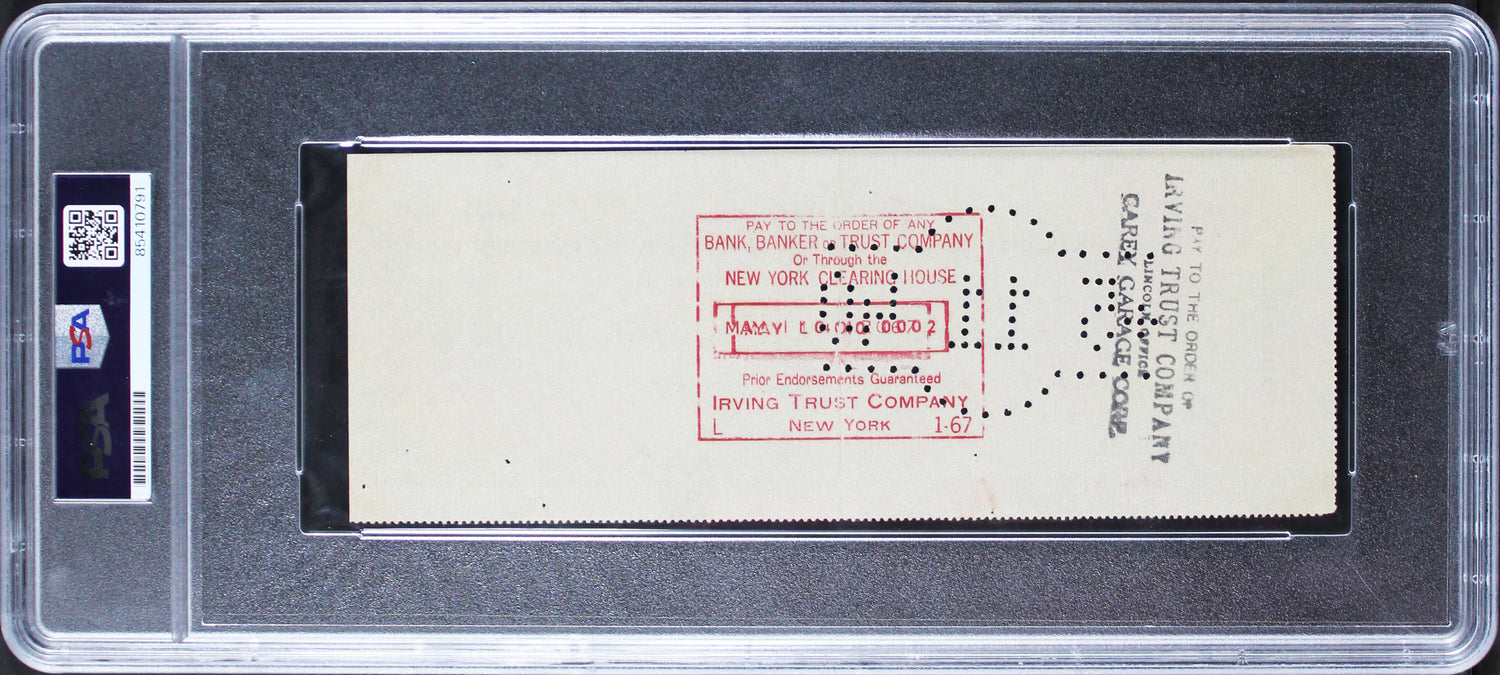 85410791
PSA
PSA
PAY TO THE ORDER OF ANY
BANK, BANKER OR TRUST COMPANY
Or Through the
NEW YORK CLEARING HOUSE
MAY
Prior Endorsements Guaranteed
IRVING TRUST COMPANY
L NEW YORK 1-67
PAY TO THE ORDER OF
IRVING TRUST COMPANY
LINCOLN OFFICE
CAREY GARAGE CORP.